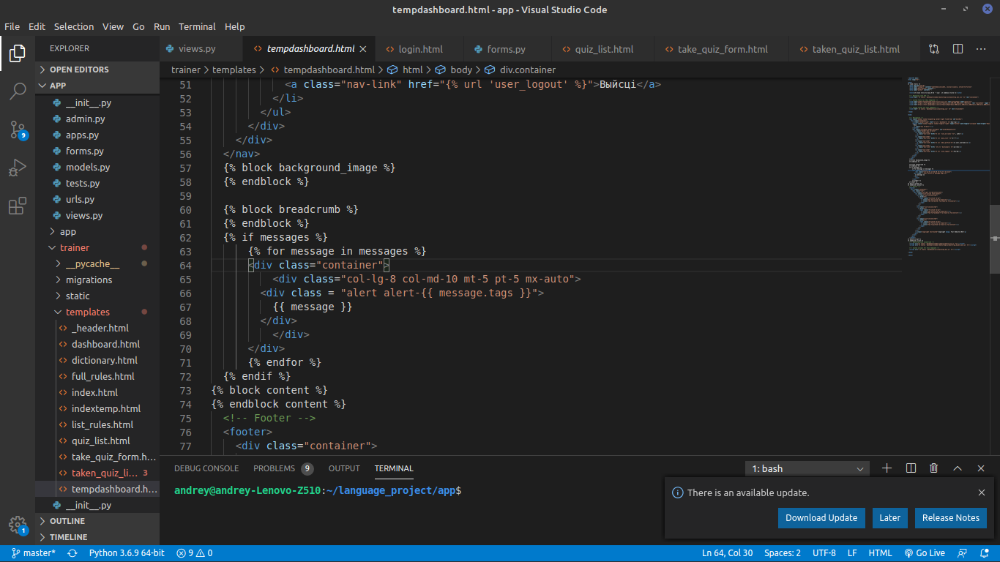 tempdashboard.html - app - Visual Studio Code
File Edit Selection View Go Run Terminal Help
EXPLORER
OPEN EDITORS
APP
__init__.py
admin.py
apps.py
forms.py
models.py
tests.py
urls.py
views.py
app
trainer
__pycache__
migrations
static
templates
_header.html
dashboard.html
dictionary.html
full_rules.html
index.html
indextemp.html
list_rules.html
quiz_list.html
take_quiz_form.h...
taken_quiz_li... 3
tempdashboard.h...
__init__.py
OUTLINE
TIMELINE
9
1
views.py tempdashboard.html login.html forms.py quiz_list.html take_quiz_form.html taken_quiz_list.html
trainer > templates > tempdashboard.html > html > body > div.container
51 <a class="nav-link" href="{% url 'user_logout' %}">Выйсці</a>
52 </li>
53 </ul>
54 </div>
55 </div>
56 </nav>
57 {% block background_image %}
58 {% endblock %}
59
60 {% block breadcrumb %}
61 {% endblock %}
62 {% if messages %}
63 {% for message in messages %}
64 <div class="container">
65 <div class="col-lg-8 col-md-10 mt-5 pt-5 mx-auto">
66 <div class = "alert alert-{{ message.tags }}">
67 {{ message }}
68 </div>
69 </div>
70 </div>
71 {% endfor %}
72 {% endif %}
73 {% block content %}
74 {% endblock content %}
75 <!-- Footer -->
76 <footer>
77 <div class="container">
DEBUG CONSOLE PROBLEMS 9 OUTPUT TERMINAL 1: bash
andrey@andrey-Lenovo-Z510:~/language_project/app$
There is an available update.
Download Update Later Release Notes
master* Python 3.6.9 64-bit 9 0 Ln 64, Col 30 Spaces: 2 UTF-8 LF HTML Go Live